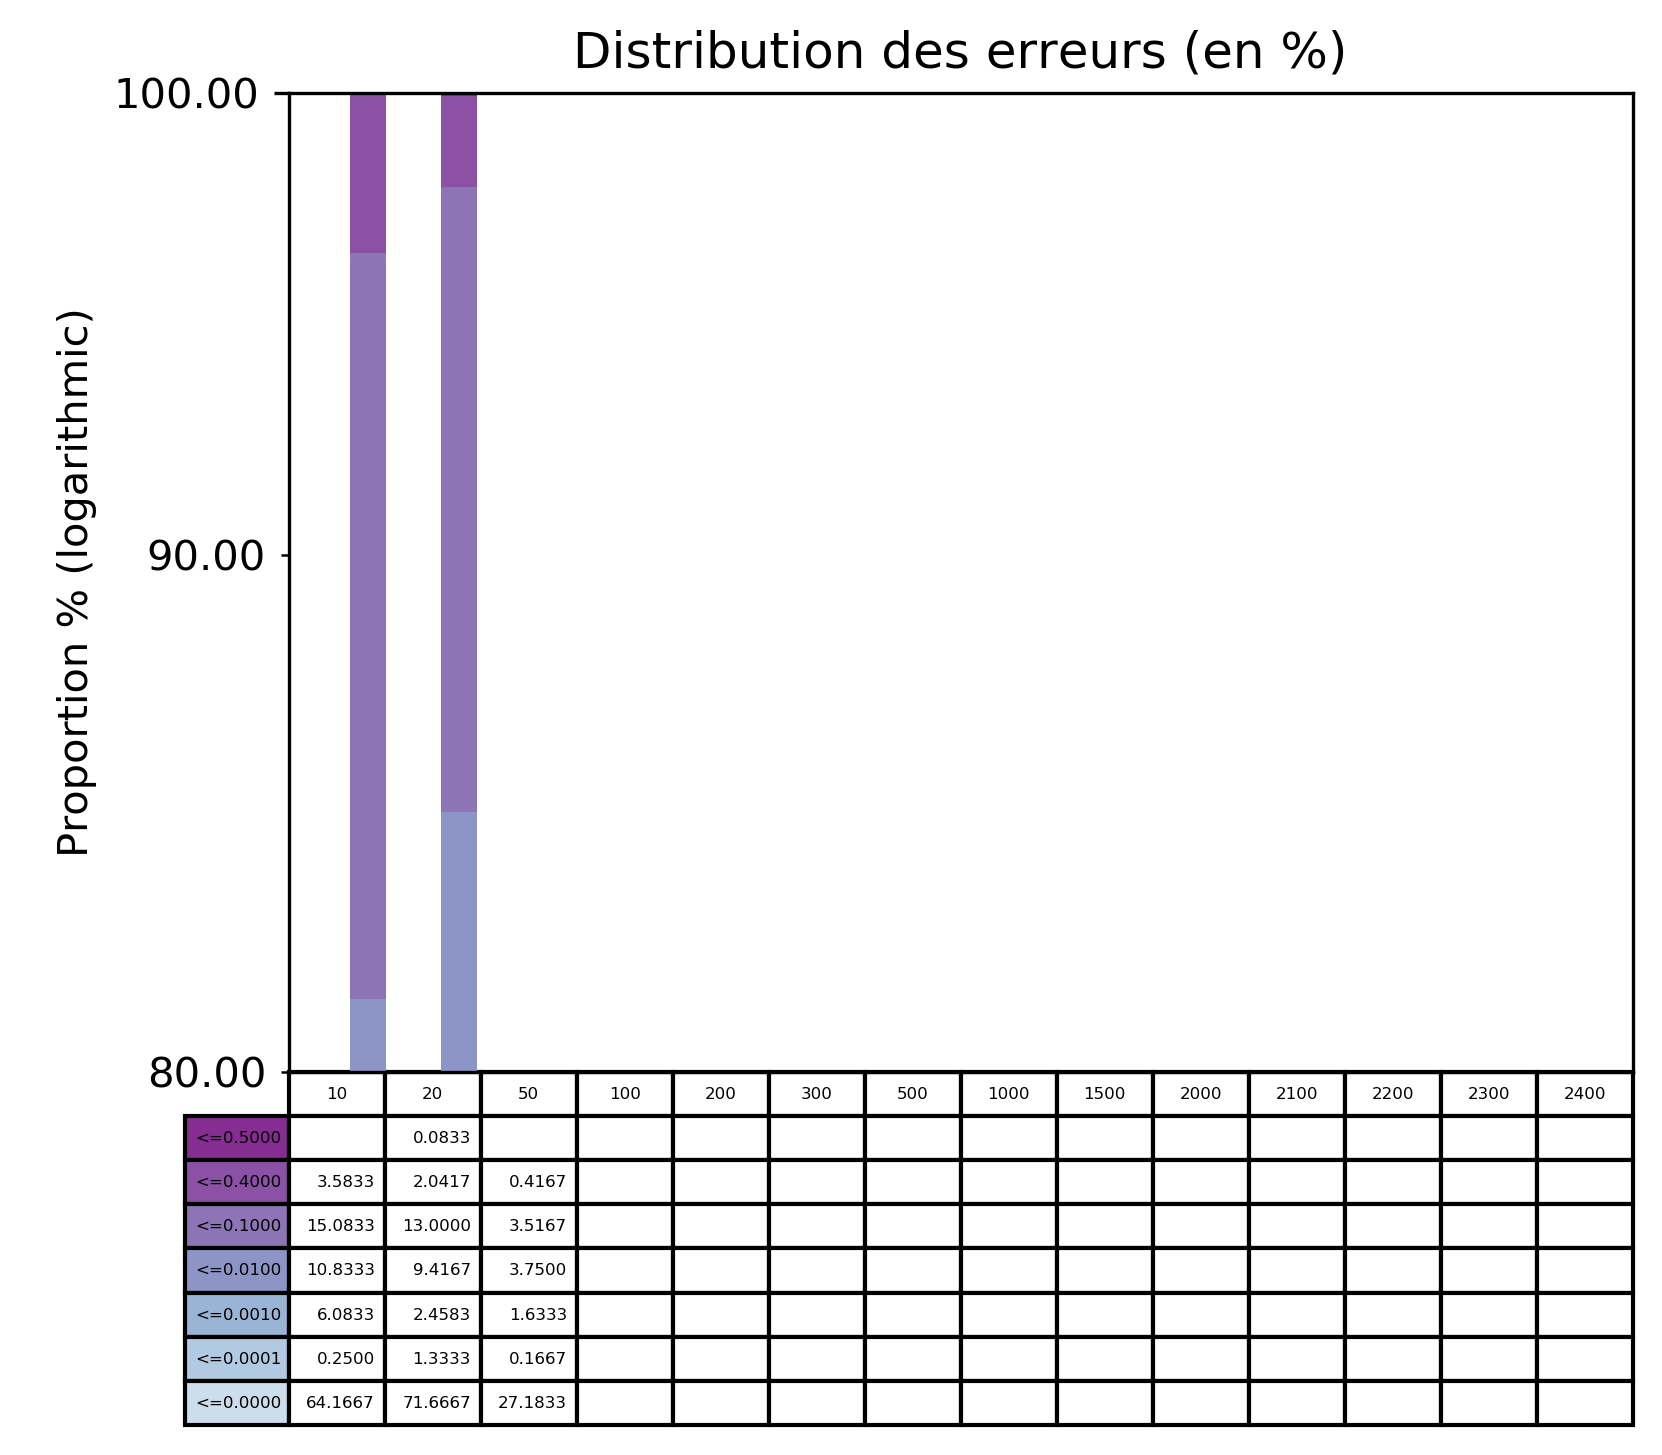 Distribution des erreurs (en %)
100.00
90.00
80.00
Proportion % (logarithmic)
10 20 50 100 200 300 500 1000 1500 2000 2100 2200 2300 2400
<=0.5000 0.0833
<=0.4000 3.5833 2.0417 0.4167
<=0.1000 15.0833 13.0000 3.5167
<=0.0100 10.8333 9.4167 3.7500
<=0.0010 6.0833 2.4583 1.6333
<=0.0001 0.2500 1.3333 0.1667
<=0.0000 64.1667 71.6667 27.1833